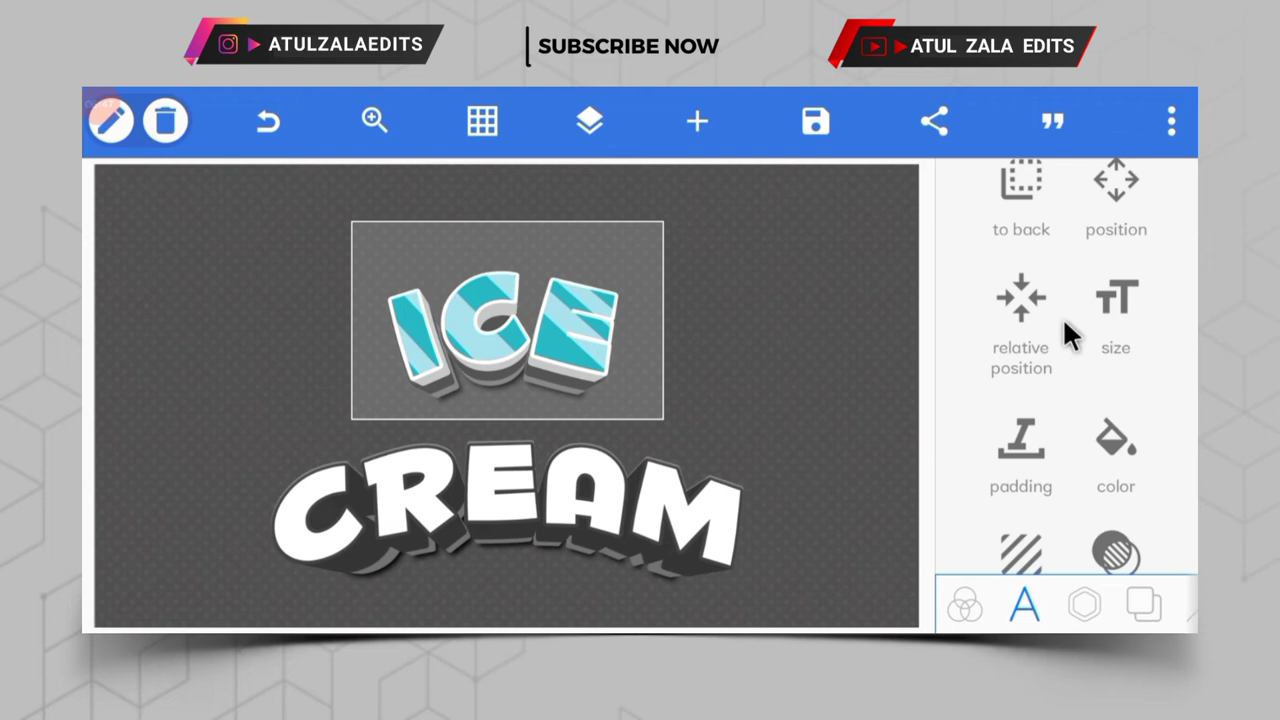 ATULZALAEDITS
SUBSCRIBE NOW
ATUL ZALA EDITS
to back
position
ICE
relative
position
size
CREAM
padding
color